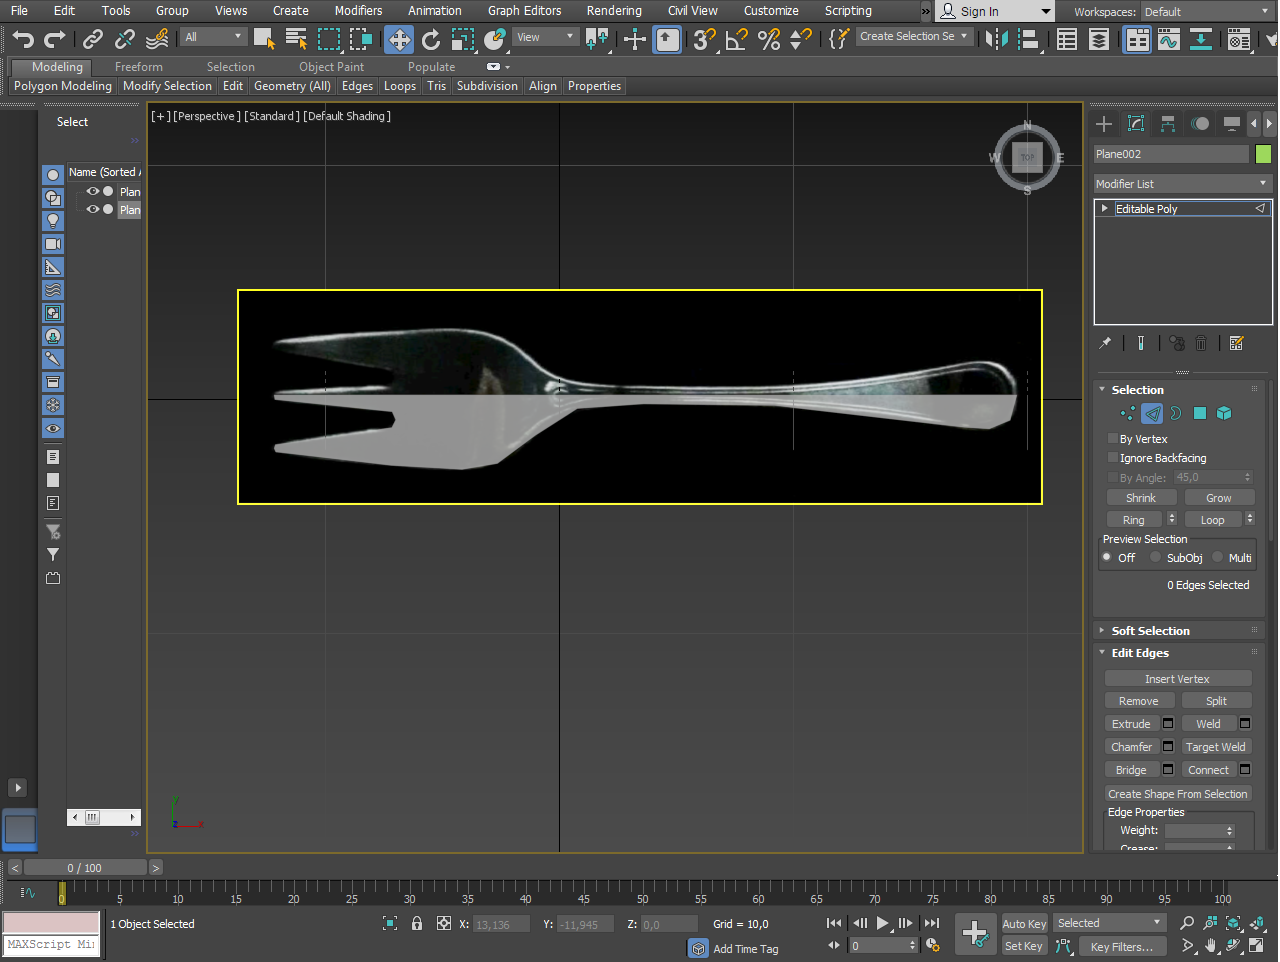 File Edit Tools Group Views Create Modifiers Animation Graph Editors Rendering Civil View Customize Scripting » Sign In Workspaces: Default
All View 3 Create Selection Se
Modeling Freeform Selection Object Paint Populate
Polygon Modeling Modify Selection Edit Geometry (All) Edges Loops Tris Subdivision Align Properties
Select
Name (Sorted A
Plan
Plan
[+] [Perspective ] [Standard ] [Default Shading ]
N
W TOP E
S
y
z x
Plane002
Modifier List
Editable Poly
Selection
By Vertex
Ignore Backfacing
By Angle: 45,0
Shrink Grow
Ring Loop
Preview Selection
Off SubObj Multi
0 Edges Selected
Soft Selection
Edit Edges
Insert Vertex
Remove Split
Extrude Weld
Chamfer Target Weld
Bridge Connect
Create Shape From Selection
Edge Properties
Weight:
Crease:
< 0 / 100 >
0 5 10 15 20 25 30 35 40 45 50 55 60 65 70 75 80 85 90 95 100
1 Object Selected X: 13,136 Y: -11,945 Z: 0,0 Grid = 10,0 Auto Key Selected
MAXScript Mi
Add Time Tag 0 Set Key Key Filters...